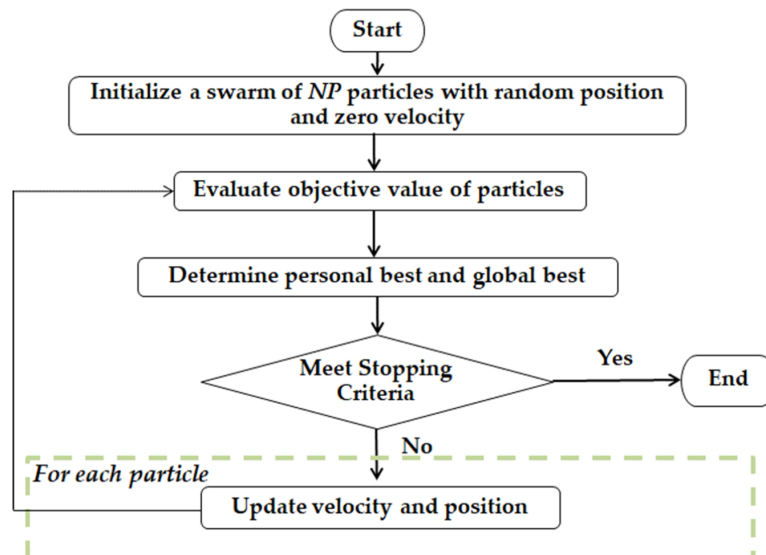 Start
Initialize a swarm of NP particles with random position
and zero velocity
Evaluate objective value of particles
Determine personal best and global best
Meet Stopping
Criteria
Yes
End
No
For each particle
Update velocity and position